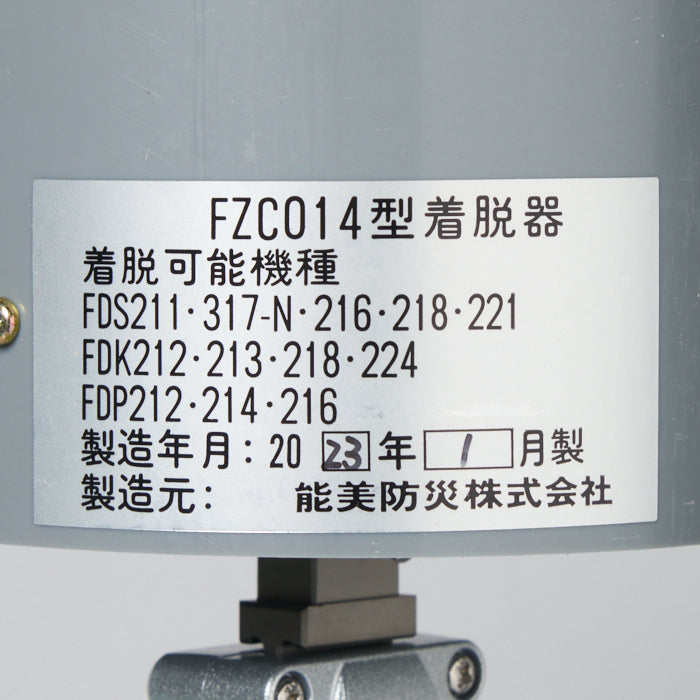 FZC014型着脱器
着脱可能機種
FDS211・317-N・216・218・221
FDK212・213・218・224
FDP212・214・216
製造年月：20 23 年 1 月製
製造元： 能美防災株式会社